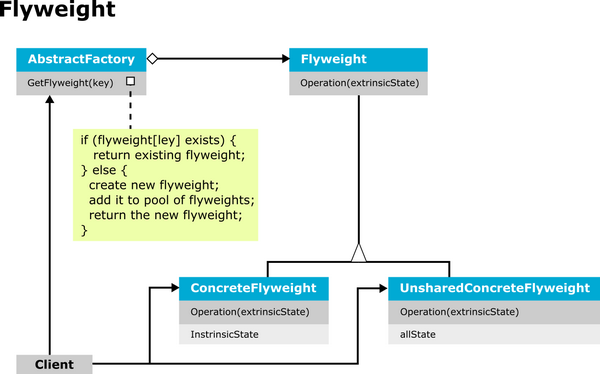 Flyweight
AbstractFactory
GetFlyweight(key)
Flyweight
Operation(extrinsicState)
if (flyweight[ley] exists) {
return existing flyweight;
} else {
create new flyweight;
add it to pool of flyweights;
return the new flyweight;
}
ConcreteFlyweight
Operation(extrinsicState)
InstrinsicState
UnsharedConcreteFlyweight
Operation(extrinsicState)
allState
Client